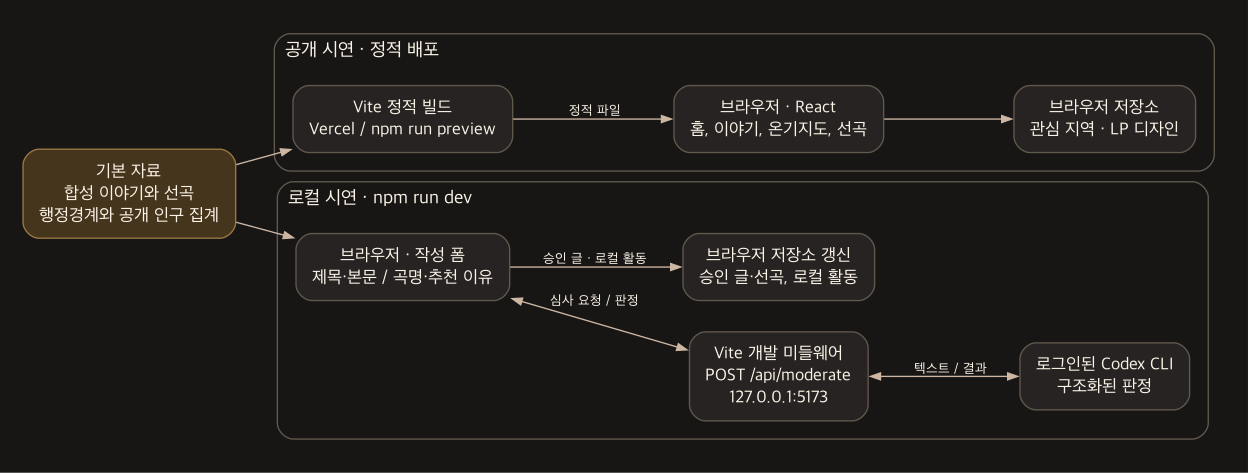 공개 시연 · 정적 배포
Vite 정적 빌드
Vercel / npm run preview
정적 파일
브라우저 · React
홈, 이야기, 온기지도, 선곡
브라우저 저장소
관심 지역 · LP 디자인
기본 자료
합성 이야기와 선곡
행정경계와 공개 인구 집계
로컬 시연 · npm run dev
브라우저 · 작성 폼
제목·본문 / 곡명·추천 이유
승인 글 · 로컬 활동
브라우저 저장소 갱신
승인 글·선곡, 로컬 활동
심사 요청 / 판정
Vite 개발 미들웨어
POST /api/moderate
127.0.0.1:5173
텍스트 / 결과
로그인된 Codex CLI
구조화된 판정